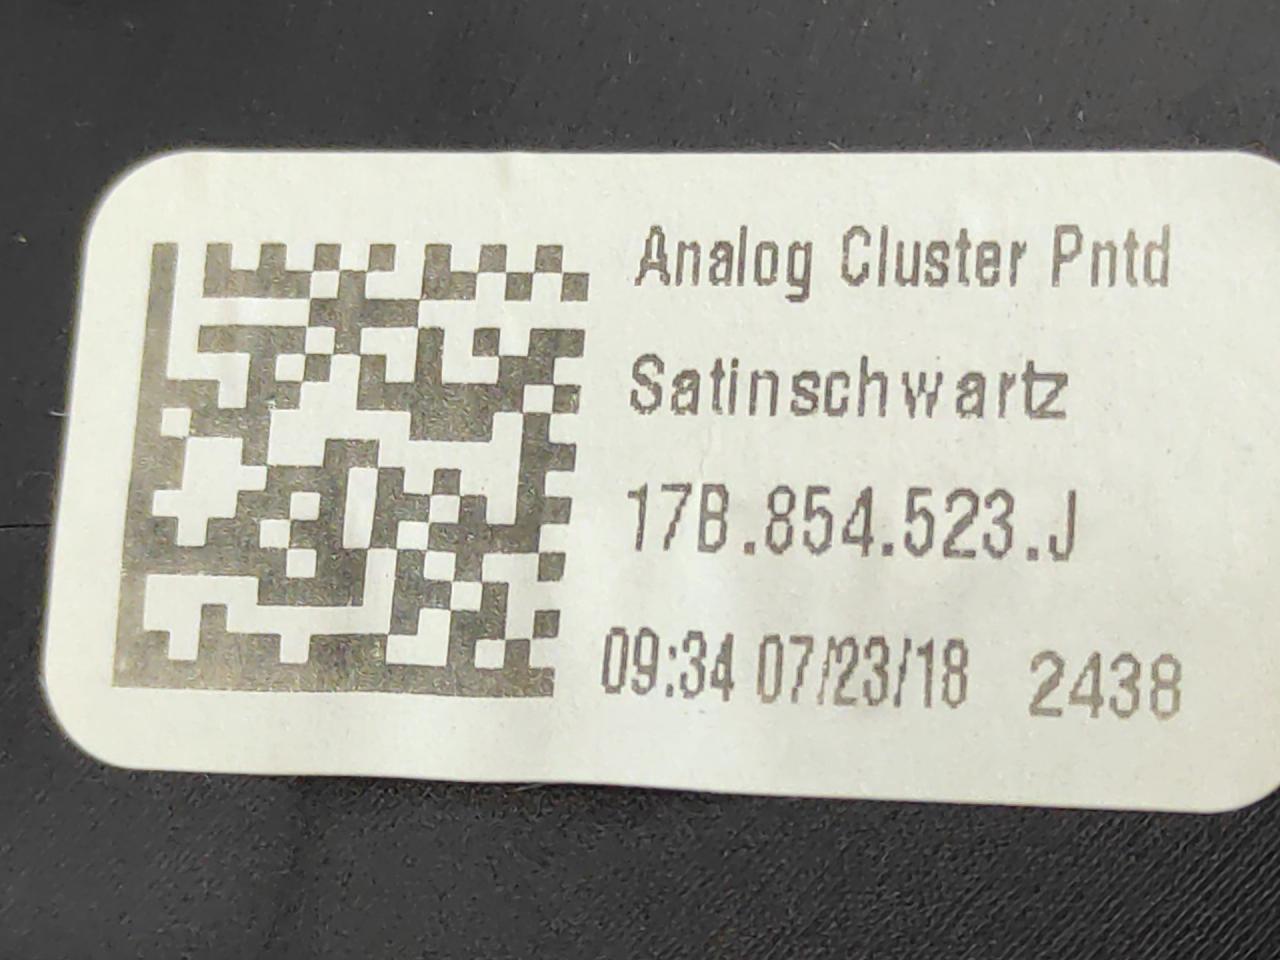 Analog Cluster Pntd
Satinschwartz
17B.854.523.J
09:34 07/23/18 2438